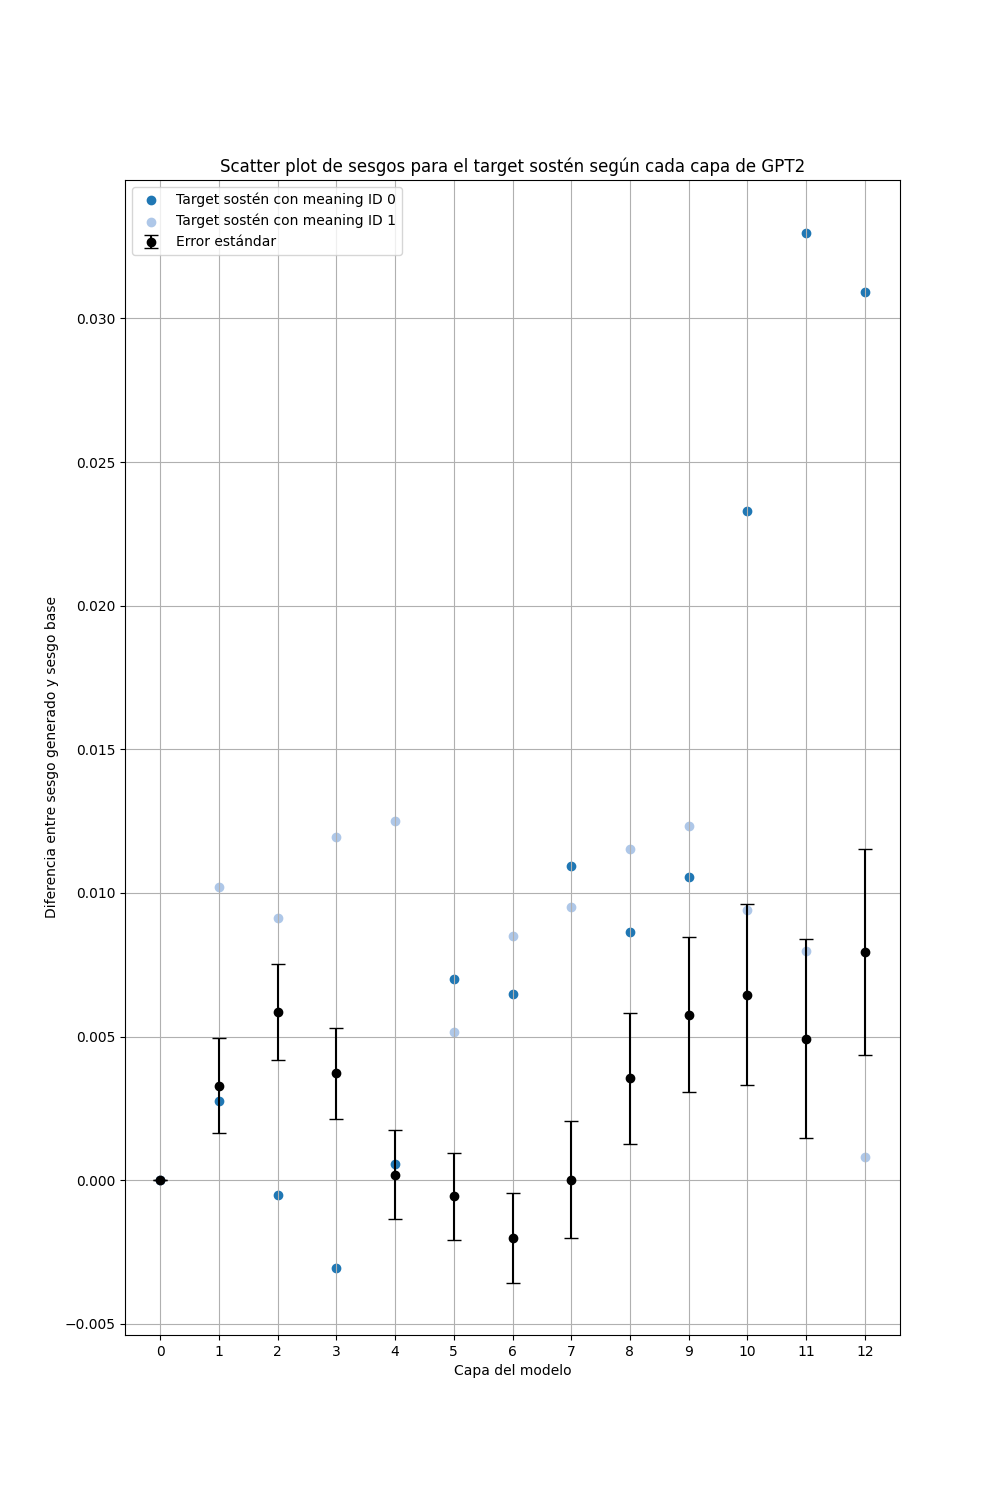 Scatter plot de sesgos para el target sostén según cada capa de GPT2
Target sostén con meaning ID 0
Target sostén con meaning ID 1
Error estándar
0.030
0.025
0.020
0.015
0.010
0.005
0.000
−0.005
Diferencia entre sesgo generado y sesgo base
0 1 2 3 4 5 6 7 8 9 10 11 12
Capa del modelo